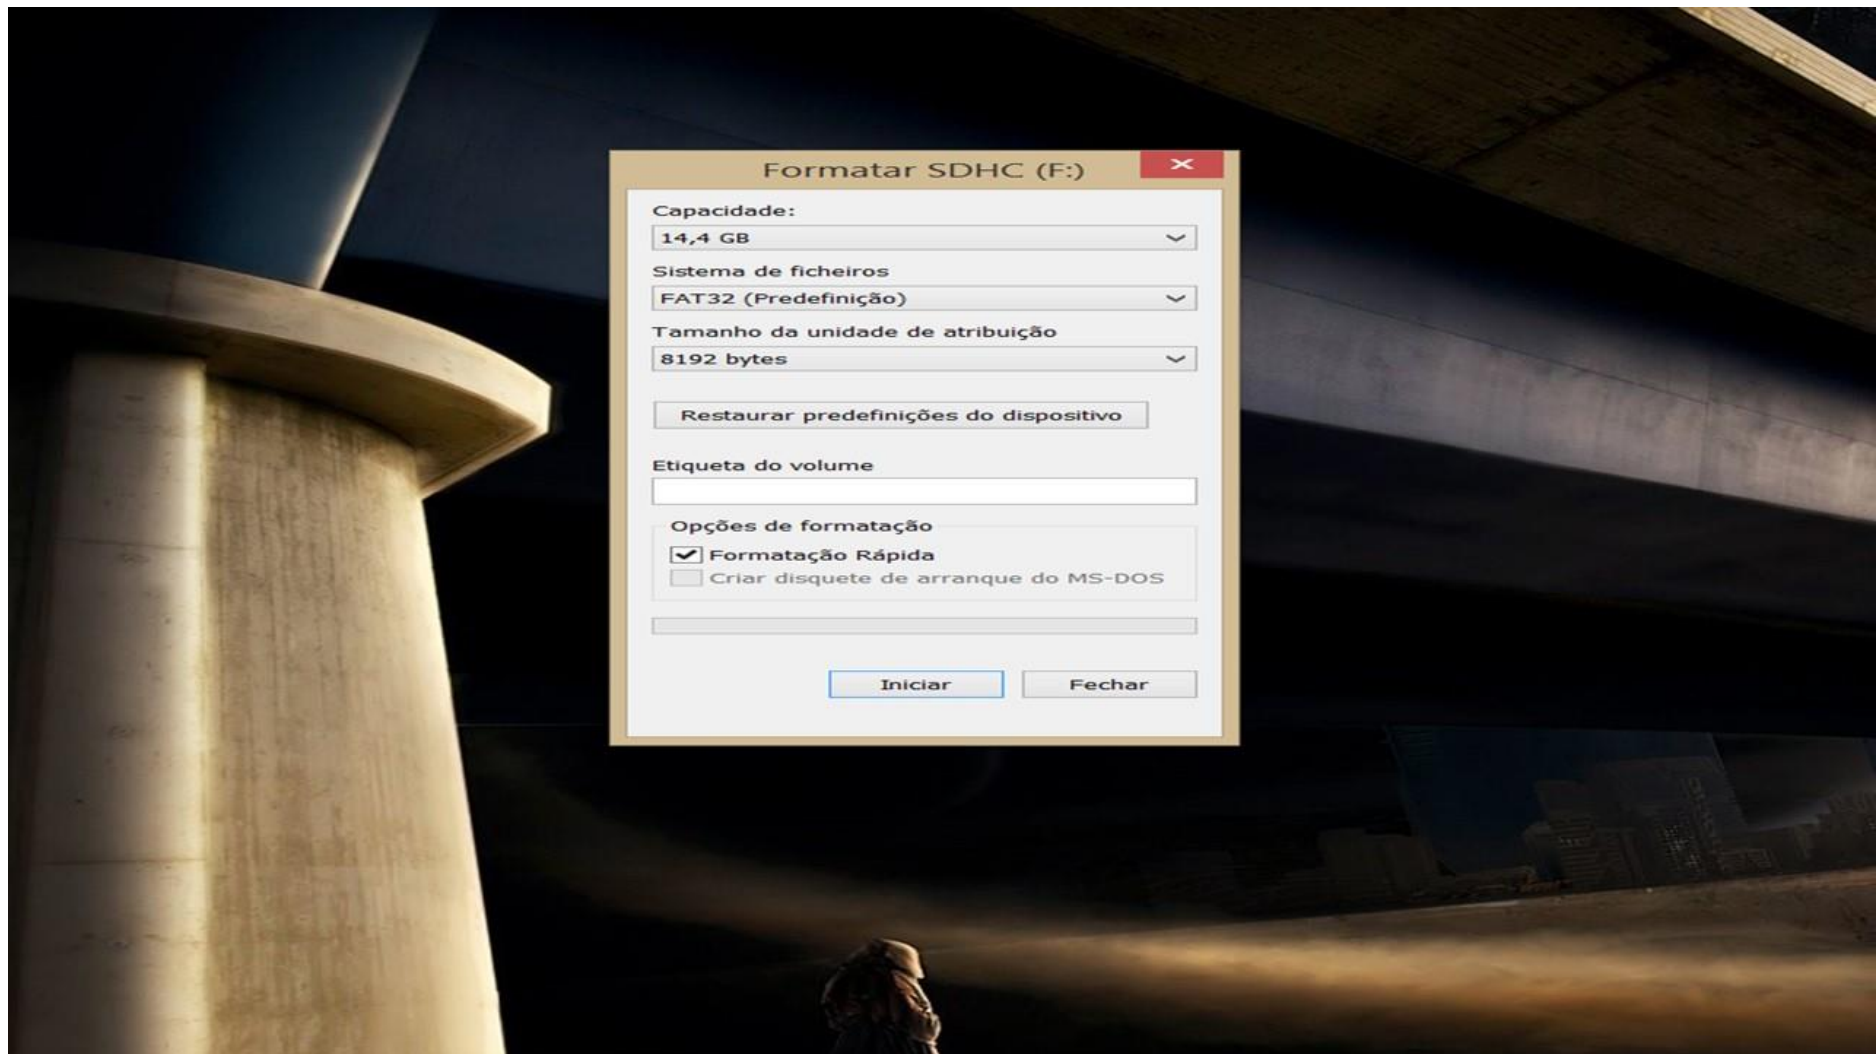 Formatar SDHC (F:)
Capacidade:
14,4 GB
Sistema de ficheiros
FAT32 (Predefinição)
Tamanho da unidade de atribuição
8192 bytes
Restaurar predefinições do dispositivo
Etiqueta do volume
Opções de formatação
Formatação Rápida
Criar disquete de arranque do MS-DOS
Iniciar Fechar